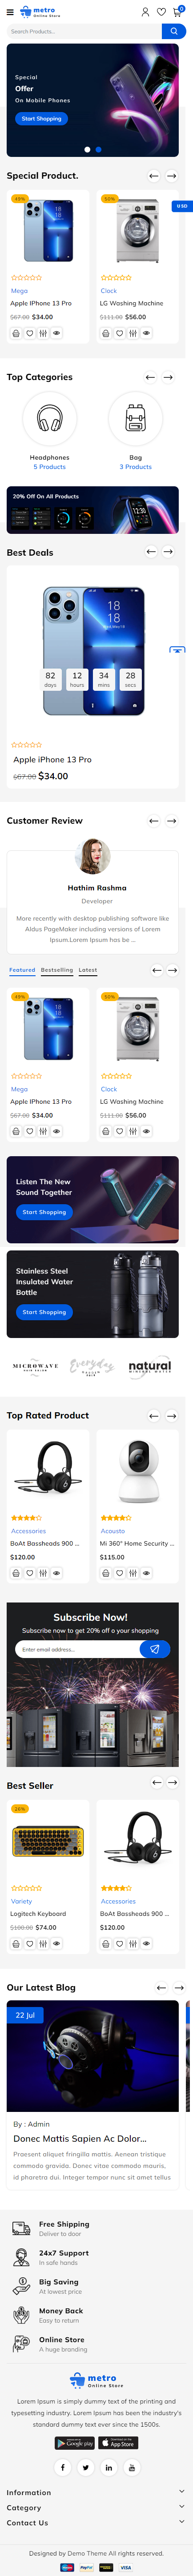 metro
Online Store
0
Search Products...
Special
Offer
On Mobile Phones
Start Shopping
Special Product.
USD
49%
50%
Mega
Clock
Apple IPhone 13 Pro
LG Washing Machine
$67.00 $34.00
$111.00 $56.00
Top Categories
Headphones
Bag
5 Products
3 Products
20% Off On All Products
Best Deals
18
18
82 12 34 28
days hours mins secs
Apple iPhone 13 Pro
$67.00 $34.00
Customer Review
Hathim Rashma
Developer
More recently with desktop publishing software like
Aldus PageMaker including versions of Lorem
Ipsum.Lorem Ipsum has be ...
Featured Bestselling Latest
49%
50%
Mega
Clock
Apple IPhone 13 Pro
LG Washing Machine
$67.00 $34.00
$111.00 $56.00
Listen The New
Sound Together
Start Shopping
Stainless Steel
Insulated Water
Bottle
Start Shopping
MICROWAVE
Everyday
natural
MINERAL WATER
Top Rated Product
Accessories
Acousto
BoAt Bassheads 900 ...
Mi 360° Home Security ...
$120.00
$115.00
Subscribe Now!
Subscribe now to get 20% off to your shopping
Enter email address...
Best Seller
26%
Variety
Accessories
Logitech Keyboard
BoAt Bassheads 900 ...
$100.00 $74.00
$120.00
Our Latest Blog
22 Jul
By : Admin
Donec Mattis Sapien Ac Dolor...
Praesent aliquet fringilla mattis. Aenean tristique
commodo gravida. Donec vitae commodo mauris,
id pharetra dui. Integer tempor nunc sit amet tellus
Free Shipping
Deliver to door
24x7 Support
In safe hands
Big Saving
At lowest price
Money Back
Easy to return
Online Store
A huge branding
metro
Online Store
Lorem Ipsum is simply dummy text of the printing and
typesetting industry. Lorem Ipsum has been the industry's
standard dummy text ever since the 1500s.
Google play
App Store
Information
Category
Contact Us
Designed by Demo Theme All rights reserved.
PayPal
VISA